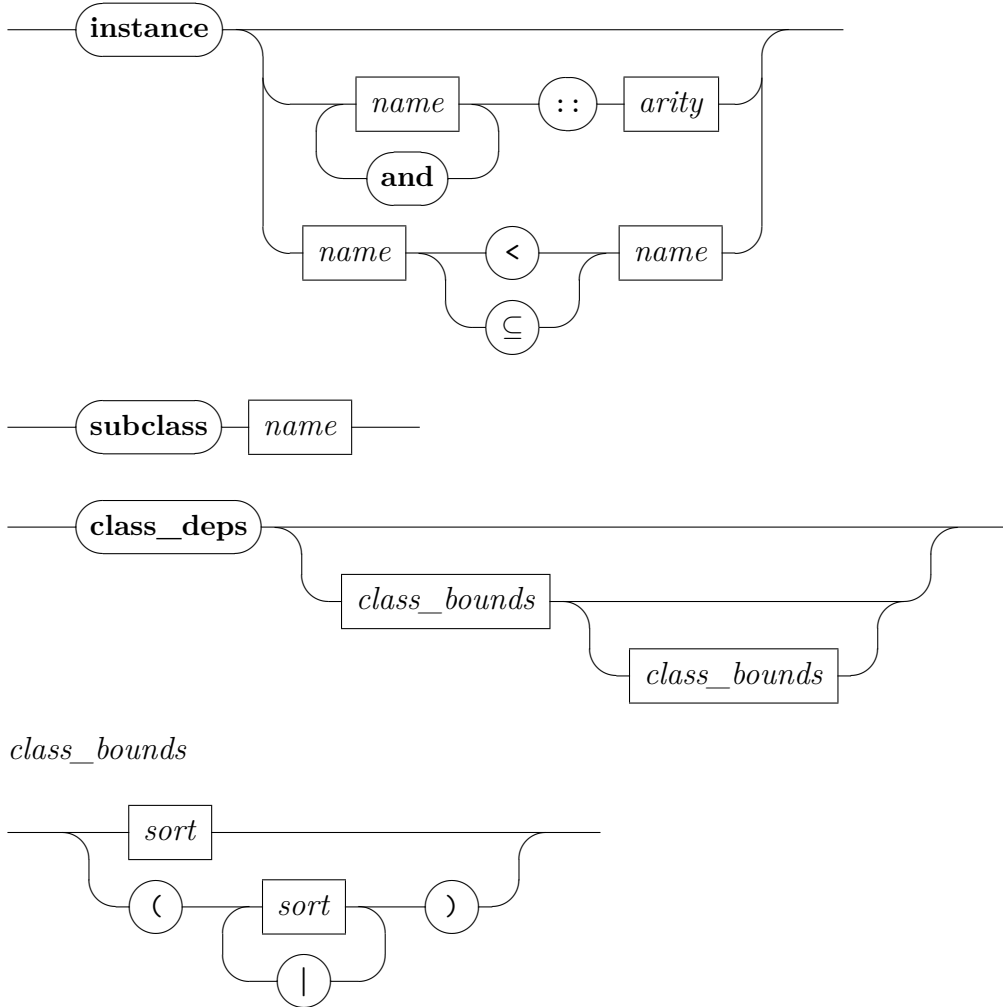 instance
name :: arity
and
name < name
⊆
subclass name
class_deps
class_bounds
class_bounds
class_bounds
sort
( sort )
|